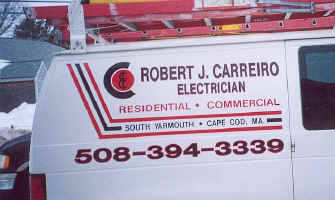 ROBERT J. CARREIRO
ELECTRICIAN
RESIDENTIAL • COMMERCIAL
SOUTH YARMOUTH • CAPE COD, MA.
508-394-3339